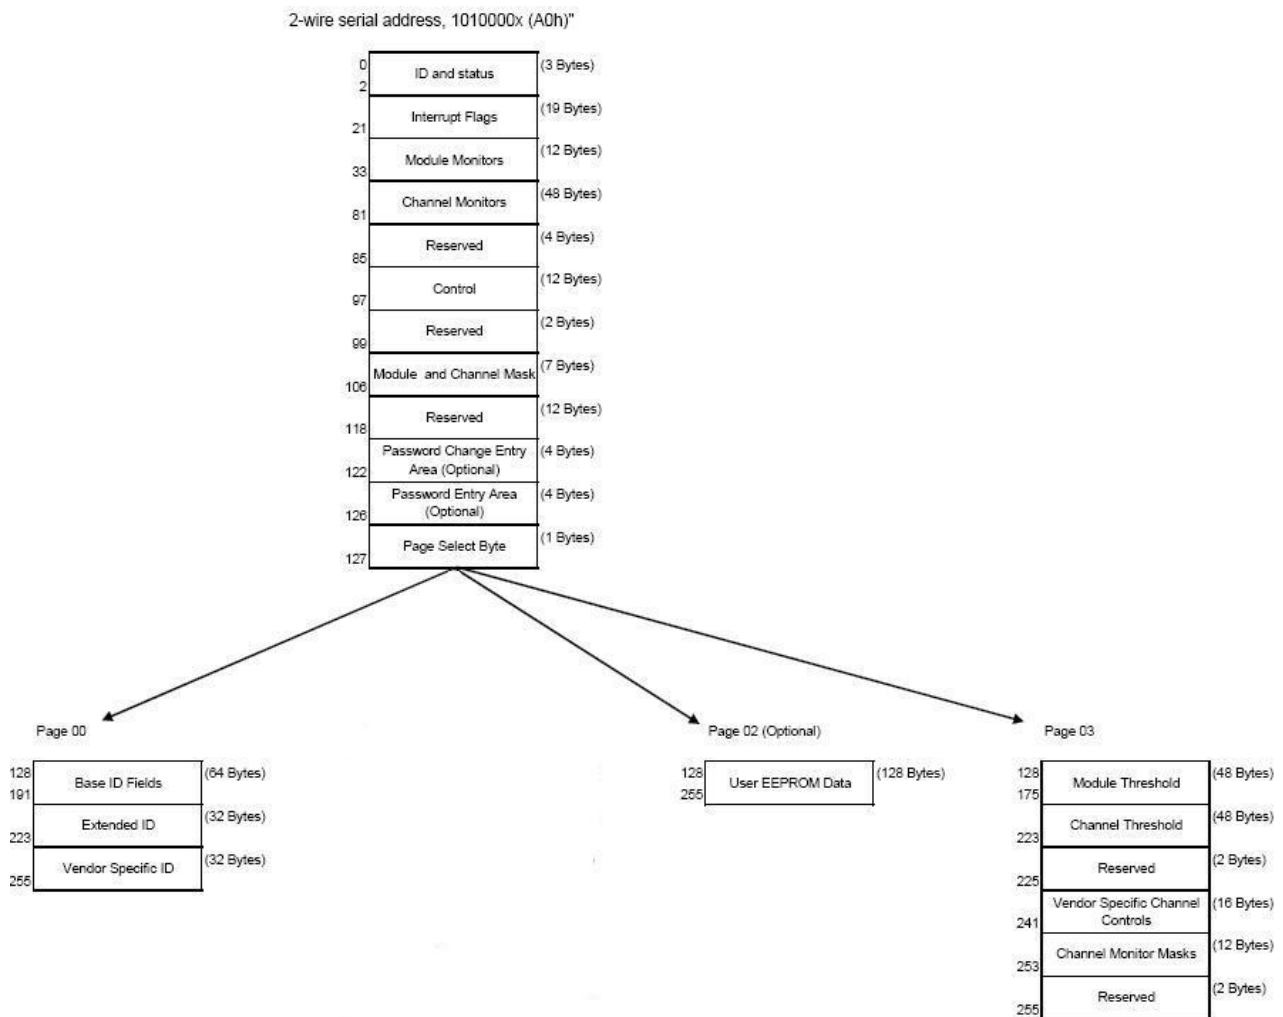 2-wire serial address, 1010000x (A0h)"
0
ID and status
(3 Bytes)
2
Interrupt Flags
(19 Bytes)
21
Module Monitors
(12 Bytes)
33
Channel Monitors
(48 Bytes)
81
Reserved
(4 Bytes)
85
Control
(12 Bytes)
97
Reserved
(2 Bytes)
99
Module and Channel Mask
(7 Bytes)
106
Reserved
(12 Bytes)
118
Password Change Entry
Area (Optional)
(4 Bytes)
122
Password Entry Area
(Optional)
(4 Bytes)
126
Page Select Byte
(1 Bytes)
127
Page 00
128
Base ID Fields
(64 Bytes)
191
Extended ID
(32 Bytes)
223
Vendor Specific ID
(32 Bytes)
255
Page 02 (Optional)
128
User EEPROM Data
(128 Bytes)
255
Page 03
128
Module Threshold
(48 Bytes)
175
Channel Threshold
(48 Bytes)
223
Reserved
(2 Bytes)
225
Vendor Specific Channel
Controls
(16 Bytes)
241
Channel Monitor Masks
(12 Bytes)
253
Reserved
(2 Bytes)
255